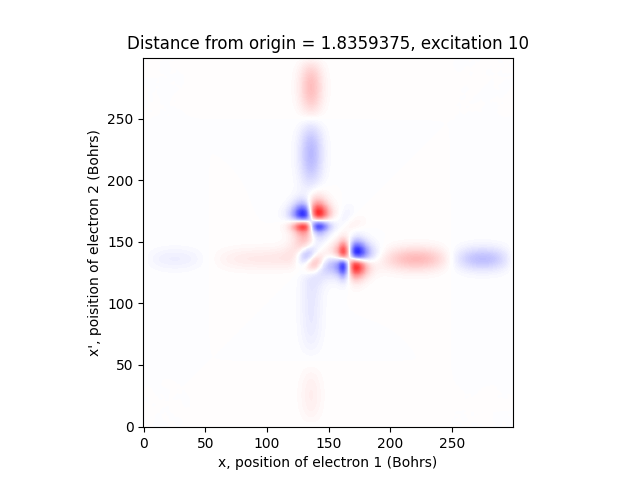 Distance from origin = 1.8359375, excitation 10
x', poisition of electron 2 (Bohrs)
250
200
150
100
50
0
0 50 100 150 200 250
x, position of electron 1 (Bohrs)